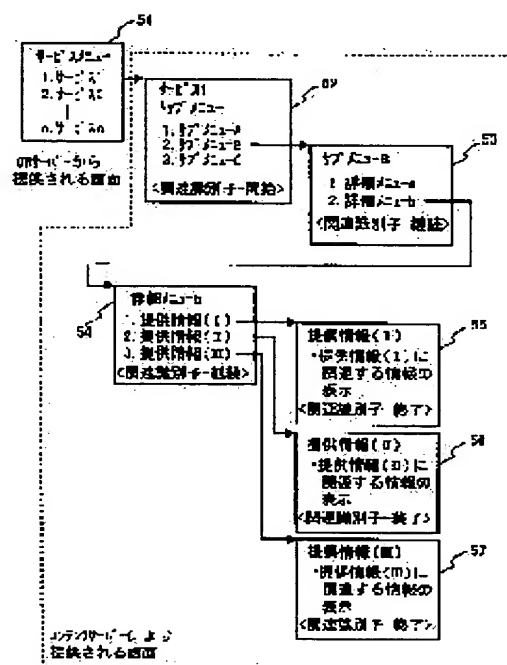 51
サービスメニュー
1.サービス1
2.サービス2
n.サービスn
から
提供される画面
サービス1
サブメニュー
1.サブメニューA
2.サブメニューB
3.サブメニューC
<関連識別子-開始>
53
サブメニューB
1.詳細メニューa
2.詳細メニューb
<関連識別子-継続>
54
詳細メニューb
1.提供情報(I)
2.提供情報(II)
3.提供情報(III)
<関連識別子-継続>
55
提供情報(I)
・提供情報(I)に
関連する情報の
表示
<関連識別子-終了>
56
提供情報(II)
・提供情報(II)に
関連する情報の
表示
<関連識別子-終了>
57
提供情報(III)
・提供情報(III)に
関連する情報の
表示
<関連識別子-終了>
コンテンツサーバーにより
提供される画面